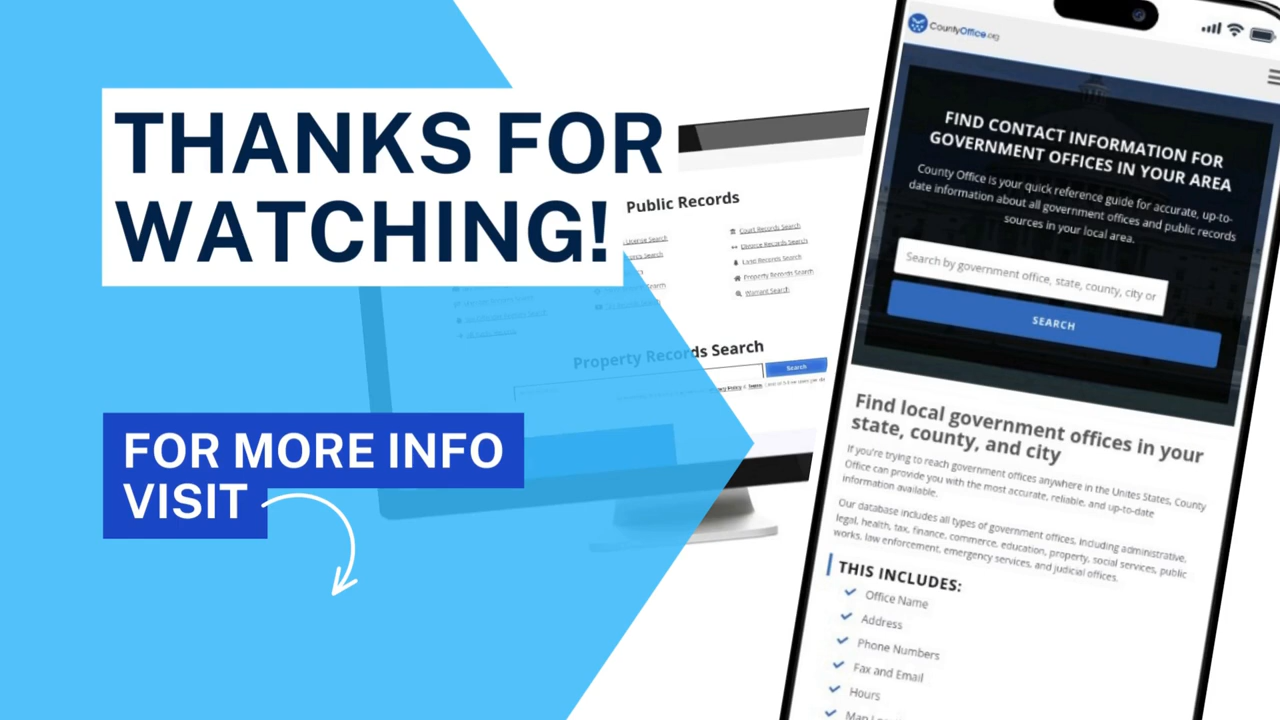 THANKS FOR
WATCHING!
FOR MORE INFO
VISIT
Public Records
License Search
Court Records Search
Divorce Records Search
Land Records Search
Property Records Search
Warrant Search
Property Records Search
Search
CountyOffice.org
FIND CONTACT INFORMATION FOR
GOVERNMENT OFFICES IN YOUR AREA
County Office is your quick reference guide for accurate, up-to-
date information about all government offices and public records
sources in your local area.
Search by government office, state, county, city or
SEARCH
Find local government offices in your
state, county, and city
If you're trying to reach government offices anywhere in the Unites States, County
Office can provide you with the most accurate, reliable, and up-to-date
information available.
Our database includes all types of government offices, including administrative,
legal, health, tax, finance, commerce, education, property, social services, public
works, law enforcement, emergency services, and judicial offices.
THIS INCLUDES:
Office Name
Address
Phone Numbers
Fax and Email
Hours